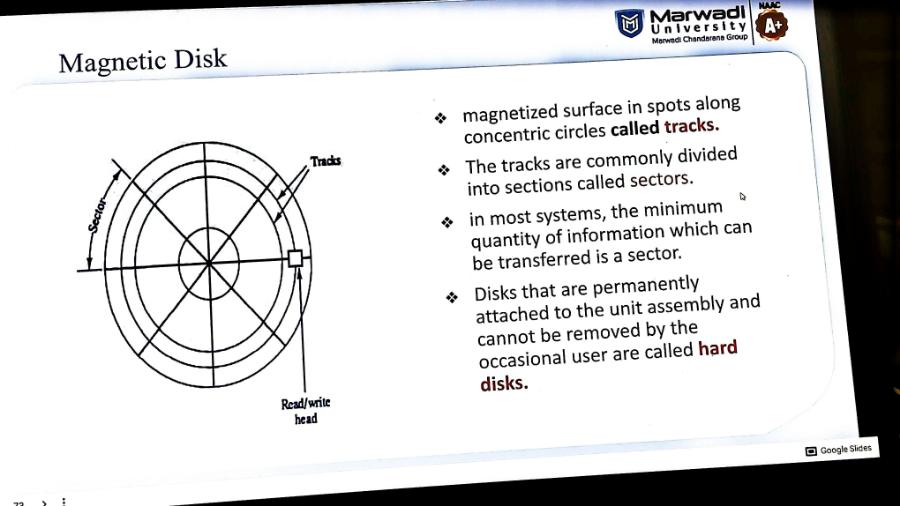 Marwadi
University
Marwadi Chandarana Group
NAAC
A+
Magnetic Disk
Tracks
Sector
Read/write
head
❖ magnetized surface in spots along
concentric circles called tracks.
❖ The tracks are commonly divided
into sections called sectors.
❖ in most systems, the minimum
quantity of information which can
be transferred is a sector.
❖ Disks that are permanently
attached to the unit assembly and
cannot be removed by the
occasional user are called hard
disks.
Google Slides